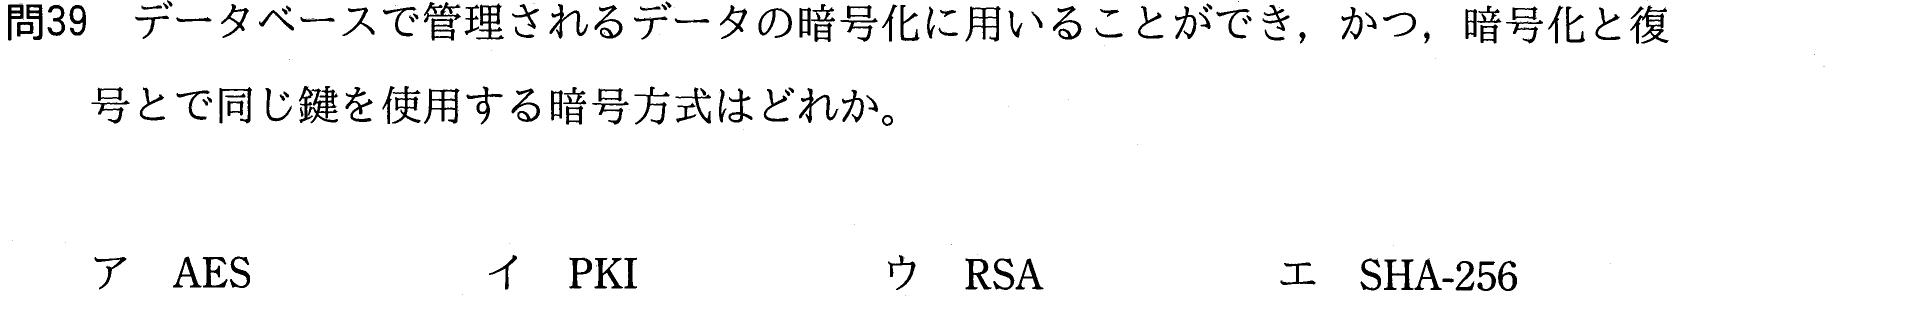 問39　データベースで管理されるデータの暗号化に用いることができ，かつ，暗号化と復
号とで同じ鍵を使用する暗号方式はどれか。
ア　AES　イ　PKI　ウ　RSA　エ　SHA-256